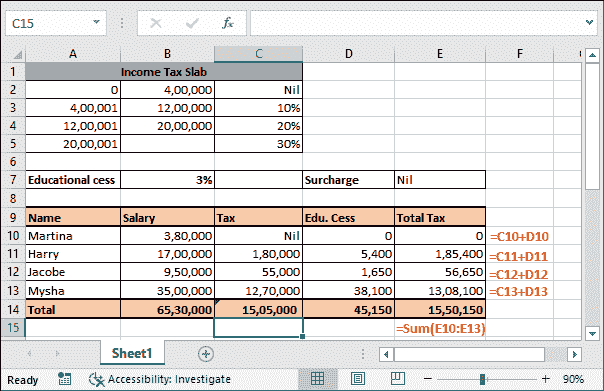 C15 fx
A B C D E F
1 Income Tax Slab
2 0 4,00,000 Nil
3 4,00,001 12,00,000 10%
4 12,00,001 20,00,000 20%
5 20,00,001 30%
6
7 Educational cess 3% Surcharge Nil
8
9 Name Salary Tax Edu. Cess Total Tax
10 Martina 3,80,000 Nil 0 0 =C10+D10
11 Harry 17,00,000 1,80,000 5,400 1,85,400 =C11+D11
12 Jacobe 9,50,000 55,000 1,650 56,650 =C12+D12
13 Mysha 35,00,000 12,70,000 38,100 13,08,100 =C13+D13
14 Total 65,30,000 15,05,000 45,150 15,50,150
15 =Sum(E10:E13)
Sheet1
Ready Accessibility: Investigate 90%